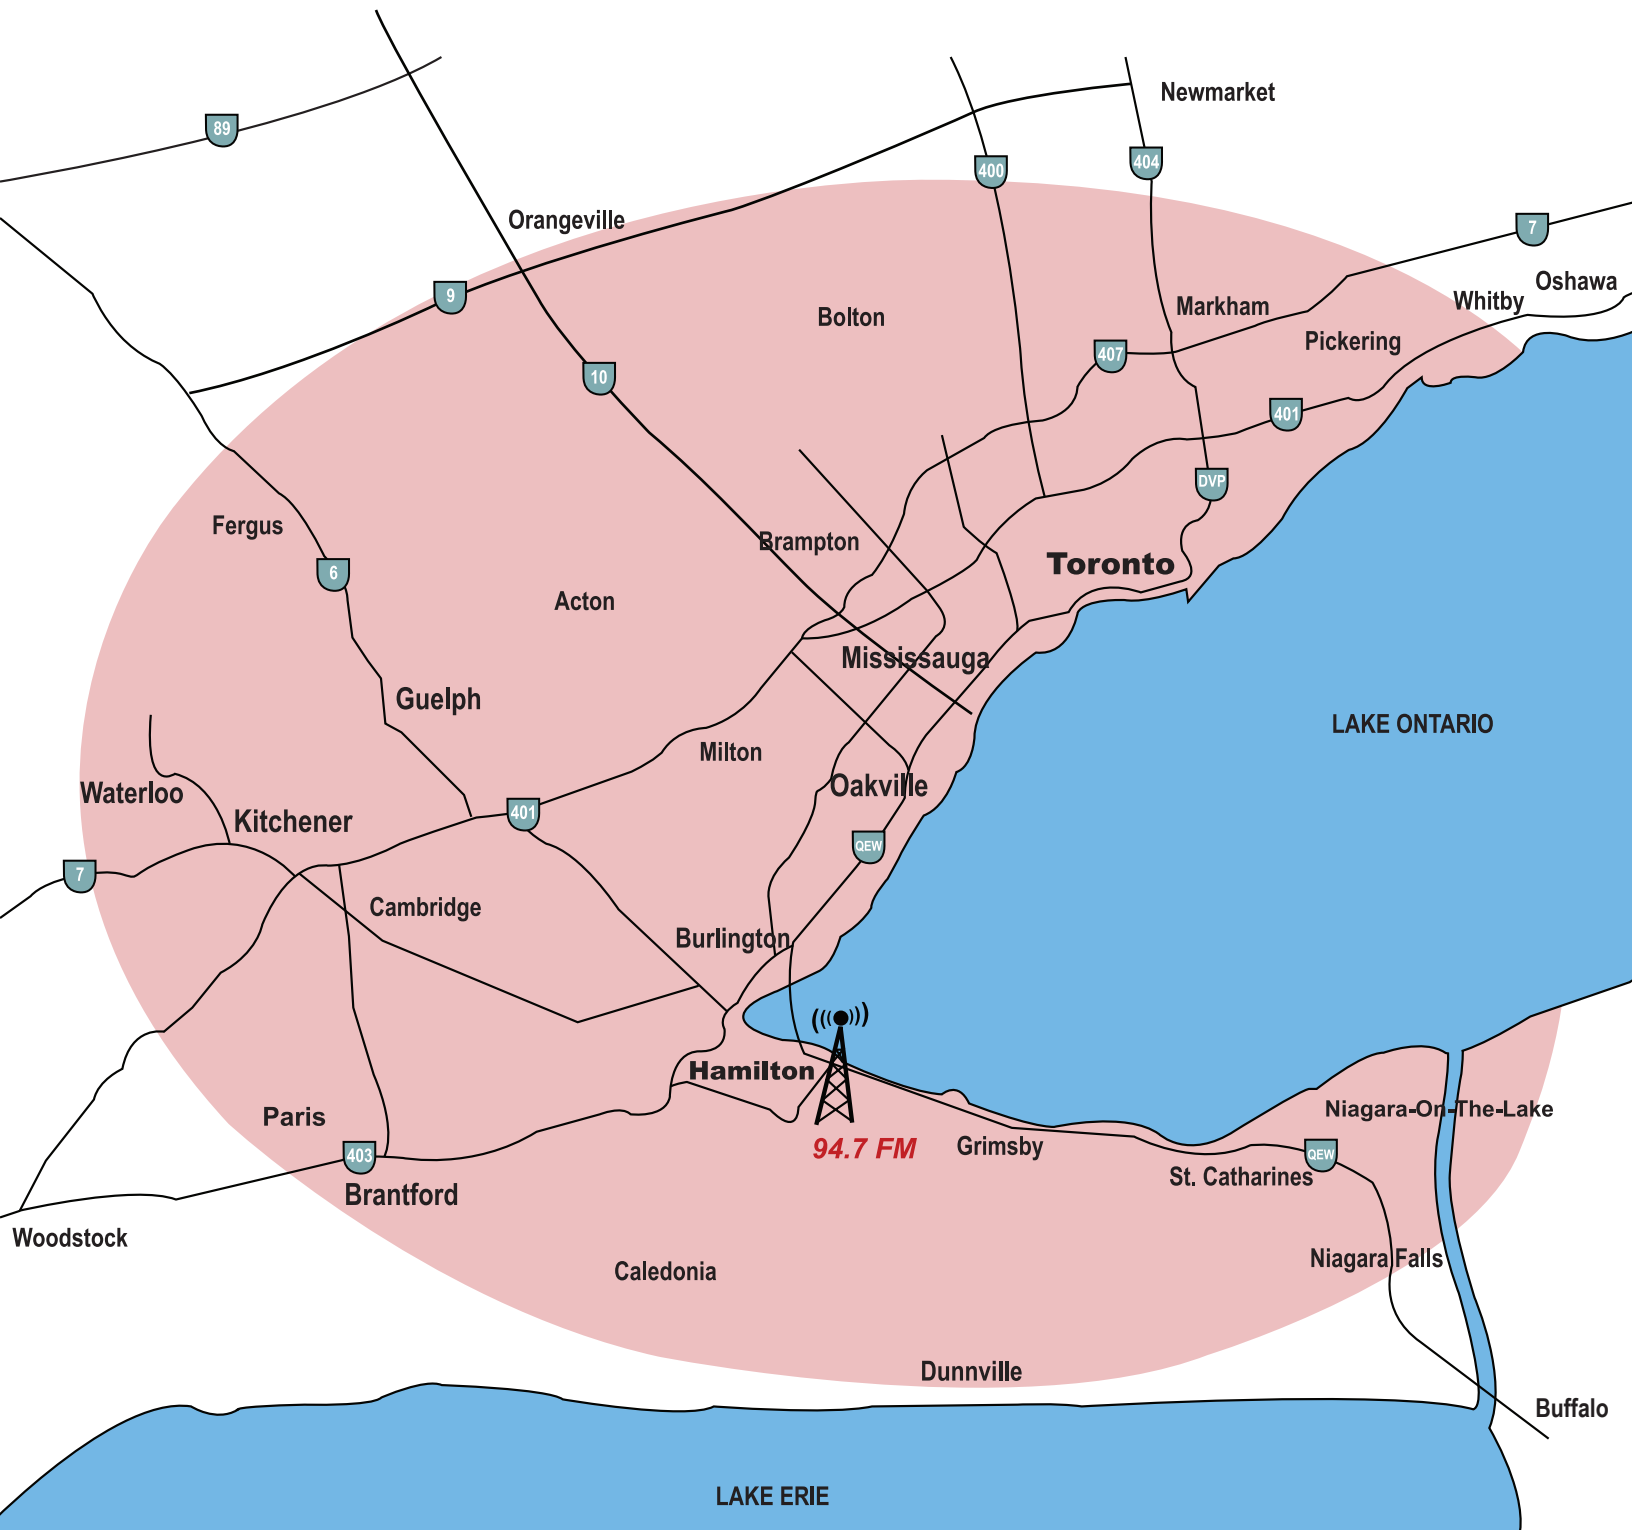 Newmarket
89
400
404
Orangeville
7
Oshawa
9
Whitby
Markham
Bolton
Pickering
407
10
401
DVP
Fergus
Brampton
Toronto
6
Acton
Mississauga
Guelph
LAKE ONTARIO
Milton
Oakville
Waterloo
401
Kitchener
QEW
7
Cambridge
Burlington
Hamilton
Niagara-On-The-Lake
Paris
94.7 FM
Grimsby
403
QEW
St. Catharines
Brantford
Woodstock
Niagara Falls
Caledonia
Dunnville
Buffalo
LAKE ERIE